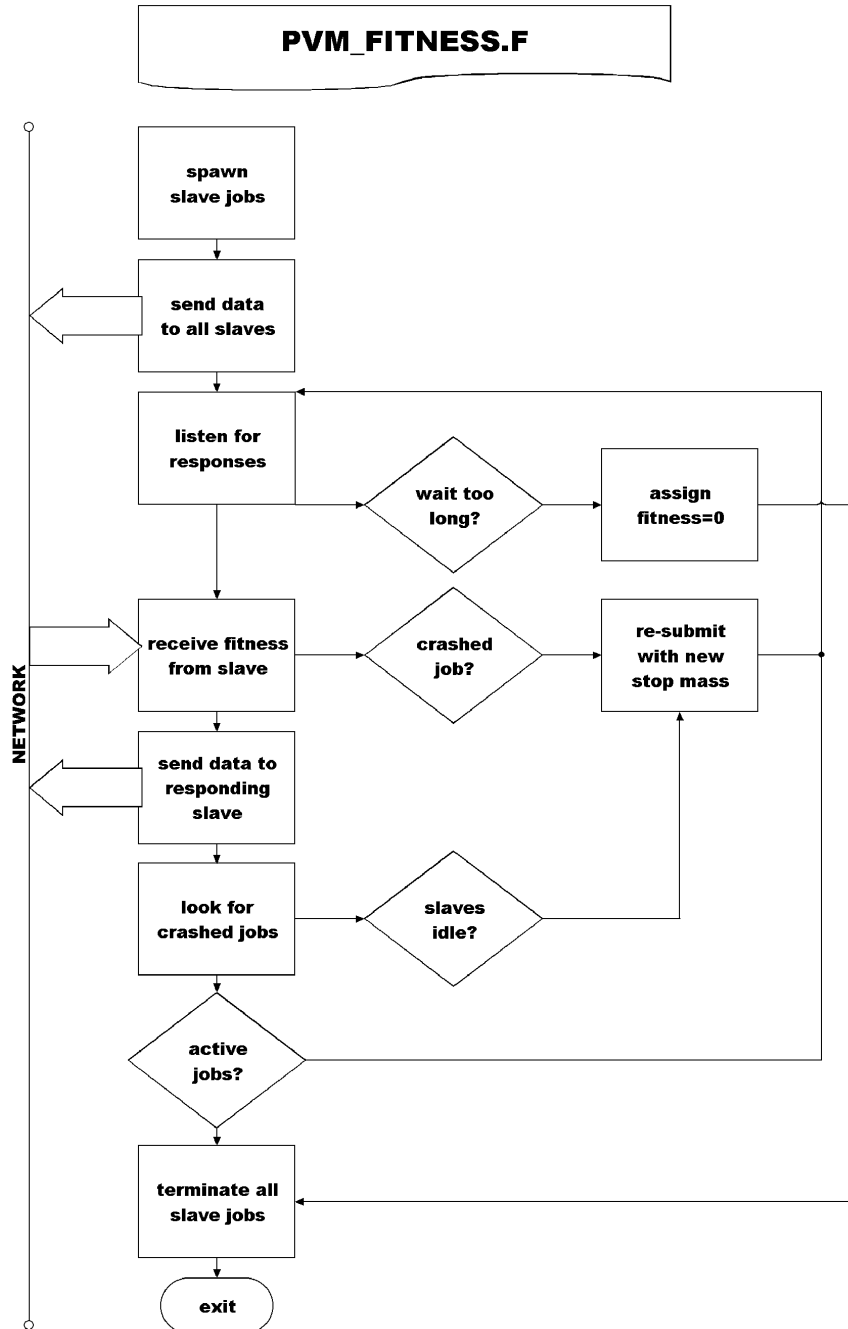 PVM_FITNESS.F
spawn
slave jobs
send data
to all slaves
listen for
responses
wait too
long?
assign
fitness=0
receive fitness
from slave
crashed
job?
re-submit
with new
stop mass
NETWORK
send data to
responding
slave
look for
crashed jobs
slaves
idle?
active
jobs?
terminate all
slave jobs
exit